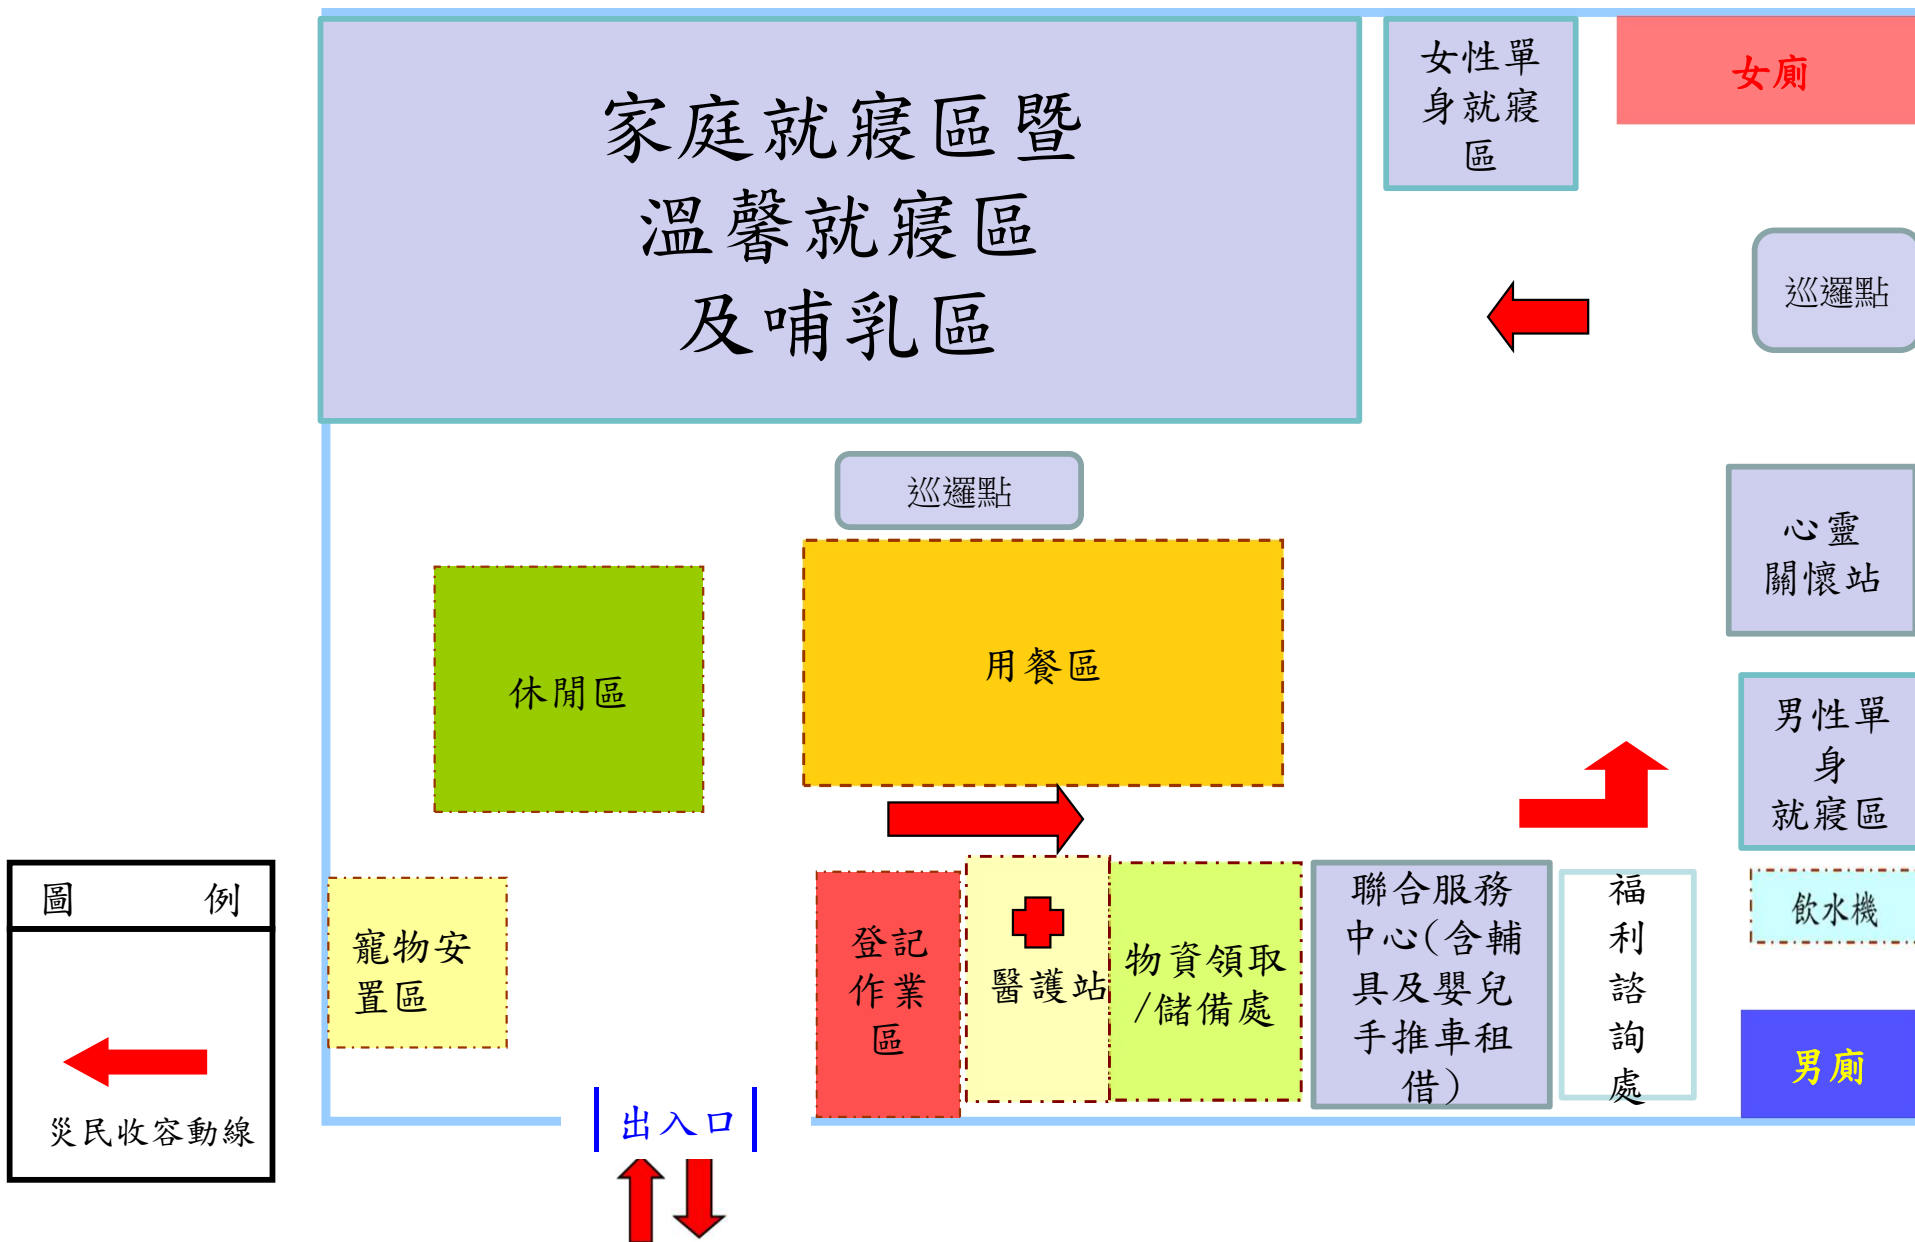 家庭就寢區暨
溫馨就寢區
及哺乳區
女性單
身就寢
區
女廁
巡邏點
巡邏點
心靈
關懷站
休閒區
用餐區
男性單
身
就寢區
圖 例
災民收容動線
寵物安
置區
登記
作業
區
醫護站
物資領取
/儲備處
聯合服務
中心(含輔
具及嬰兒
手推車租
借)
福
利
諮
詢
處
飲水機
男廁
出入口